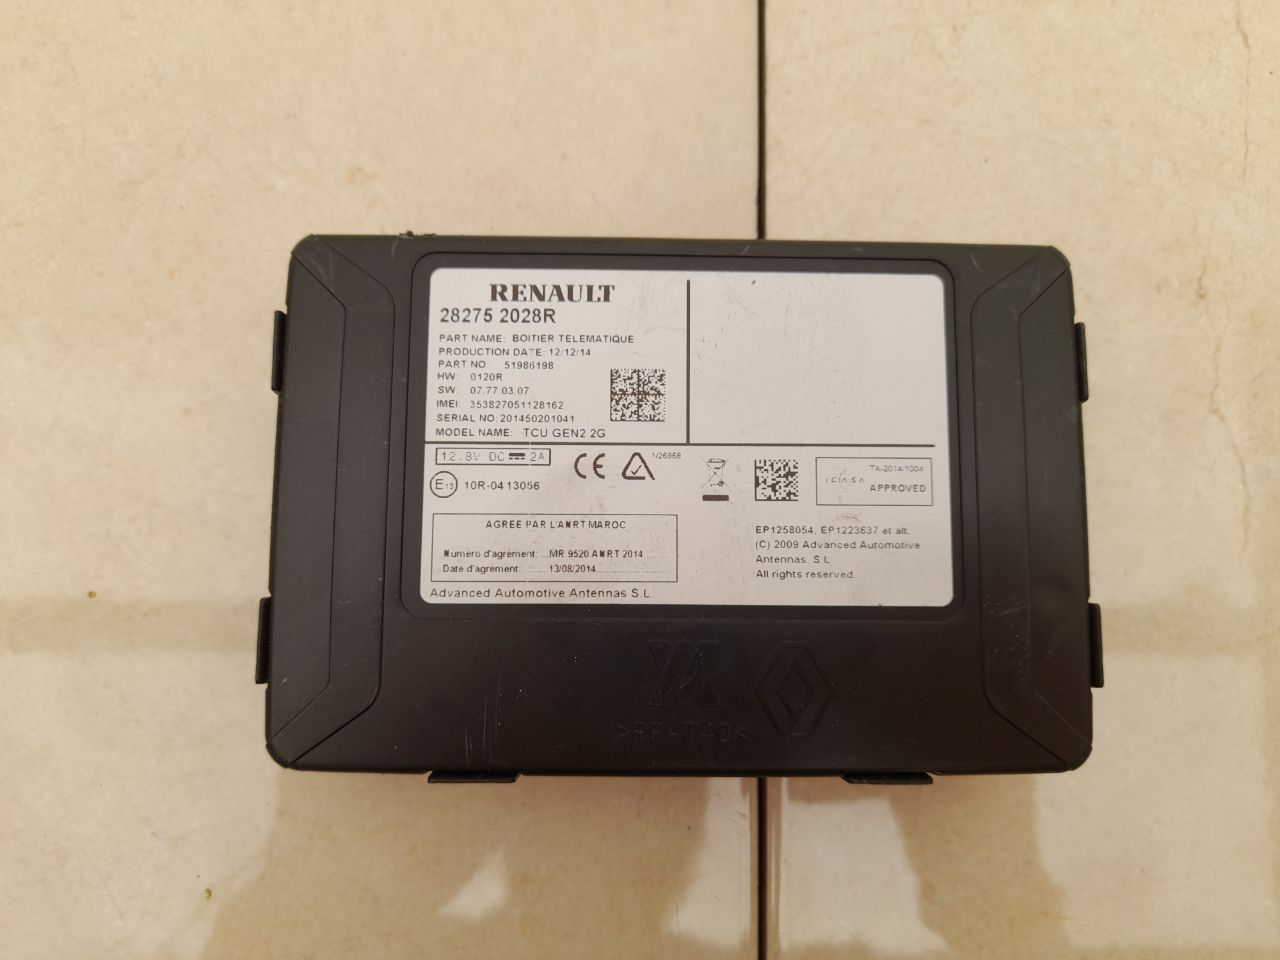 RENAULT
28275 2028R
PART NAME: BOITIER TELEMATIQUE
PRODUCTION DATE: 12/12/14
PART NO: 51986198
HW: 0120R
SW: 07.77.03.07
IMEI: 353827051128162
SERIAL NO: 201450201041
MODEL NAME: TCU GEN2 2G
12.8V DC 2A
CE
N26968
E13 10R-04 13056
TA-2014/1004
ICASA
APPROVED
AGREE PAR L'ANRT MAROC
Numéro d'agrément: MR 9520 ANRT 2014
Date d'agrément: 13/08/2014
Advanced Automotive Antennas S.L.
EP1258054, EP1223637 et alt.
(C) 2009 Advanced Automotive
Antennas, S.L
All rights reserved.
>PP-T40<